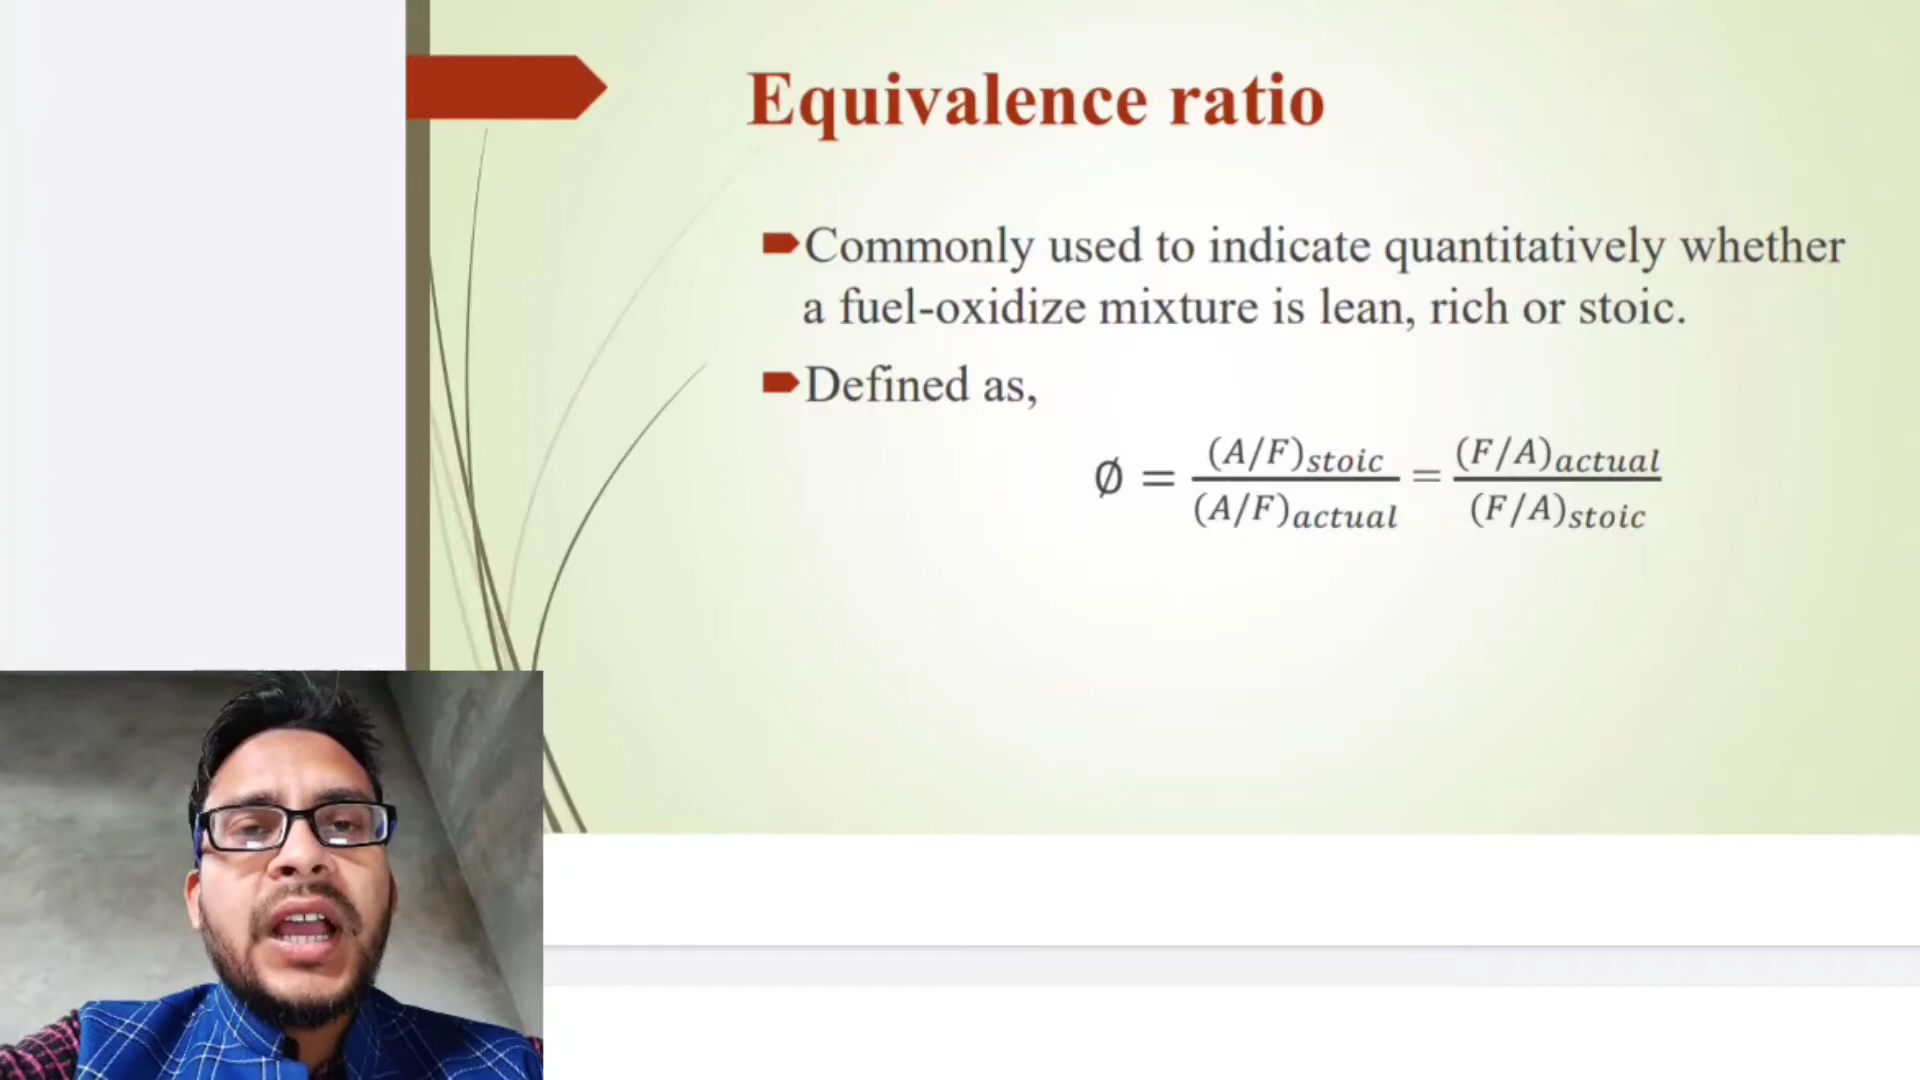 Equivalence ratio
Commonly used to indicate quantitatively whether
a fuel-oxidize mixture is lean, rich or stoic.
Defined as,
∅ = (A/F)stoic / (A/F)actual = (F/A)actual / (F/A)stoic